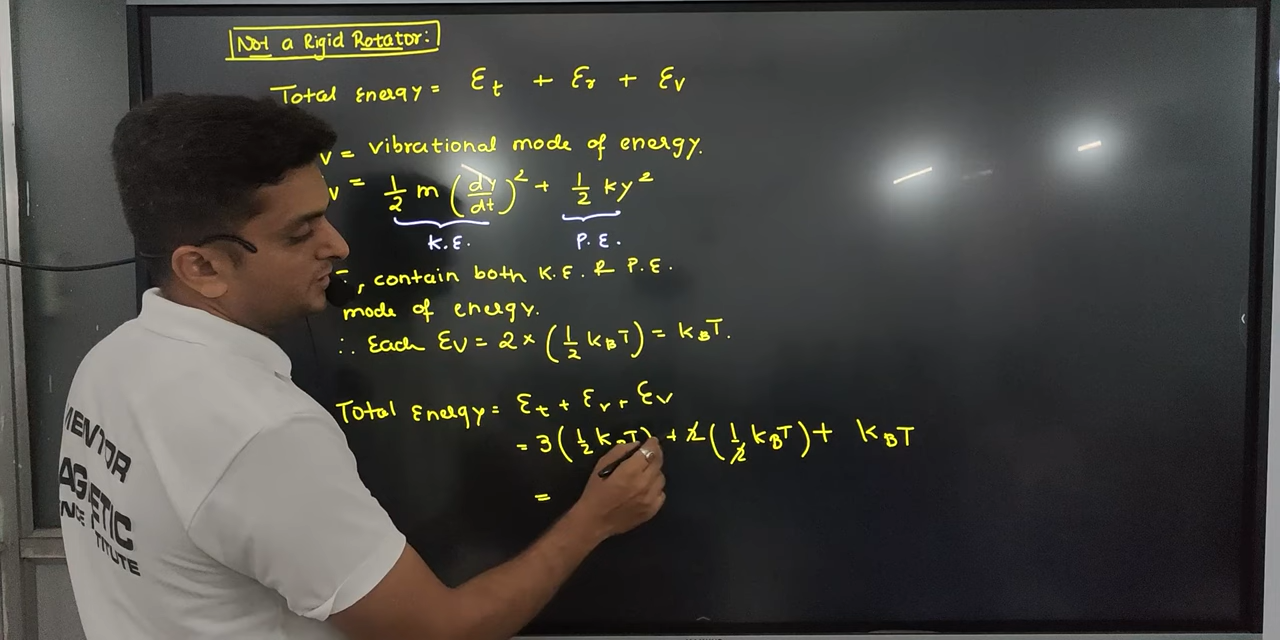 Not a Rigid Rotator:
Total Energy = Ɛt + Ɛr + Ɛv
v = vibrational mode of energy.
v = 1/2 m (dy/dt)² + 1/2 ky²
K.E. P.E.
, contain both K.E. & P.E.
mode of energy.
∴ Each Ɛv = 2 × (1/2 kBT) = kBT.
Total Energy = Ɛt + Ɛr + Ɛv
= 3 (1/2 kBT) + 2 (1/2 kBT) + kBT
=
MENTOR